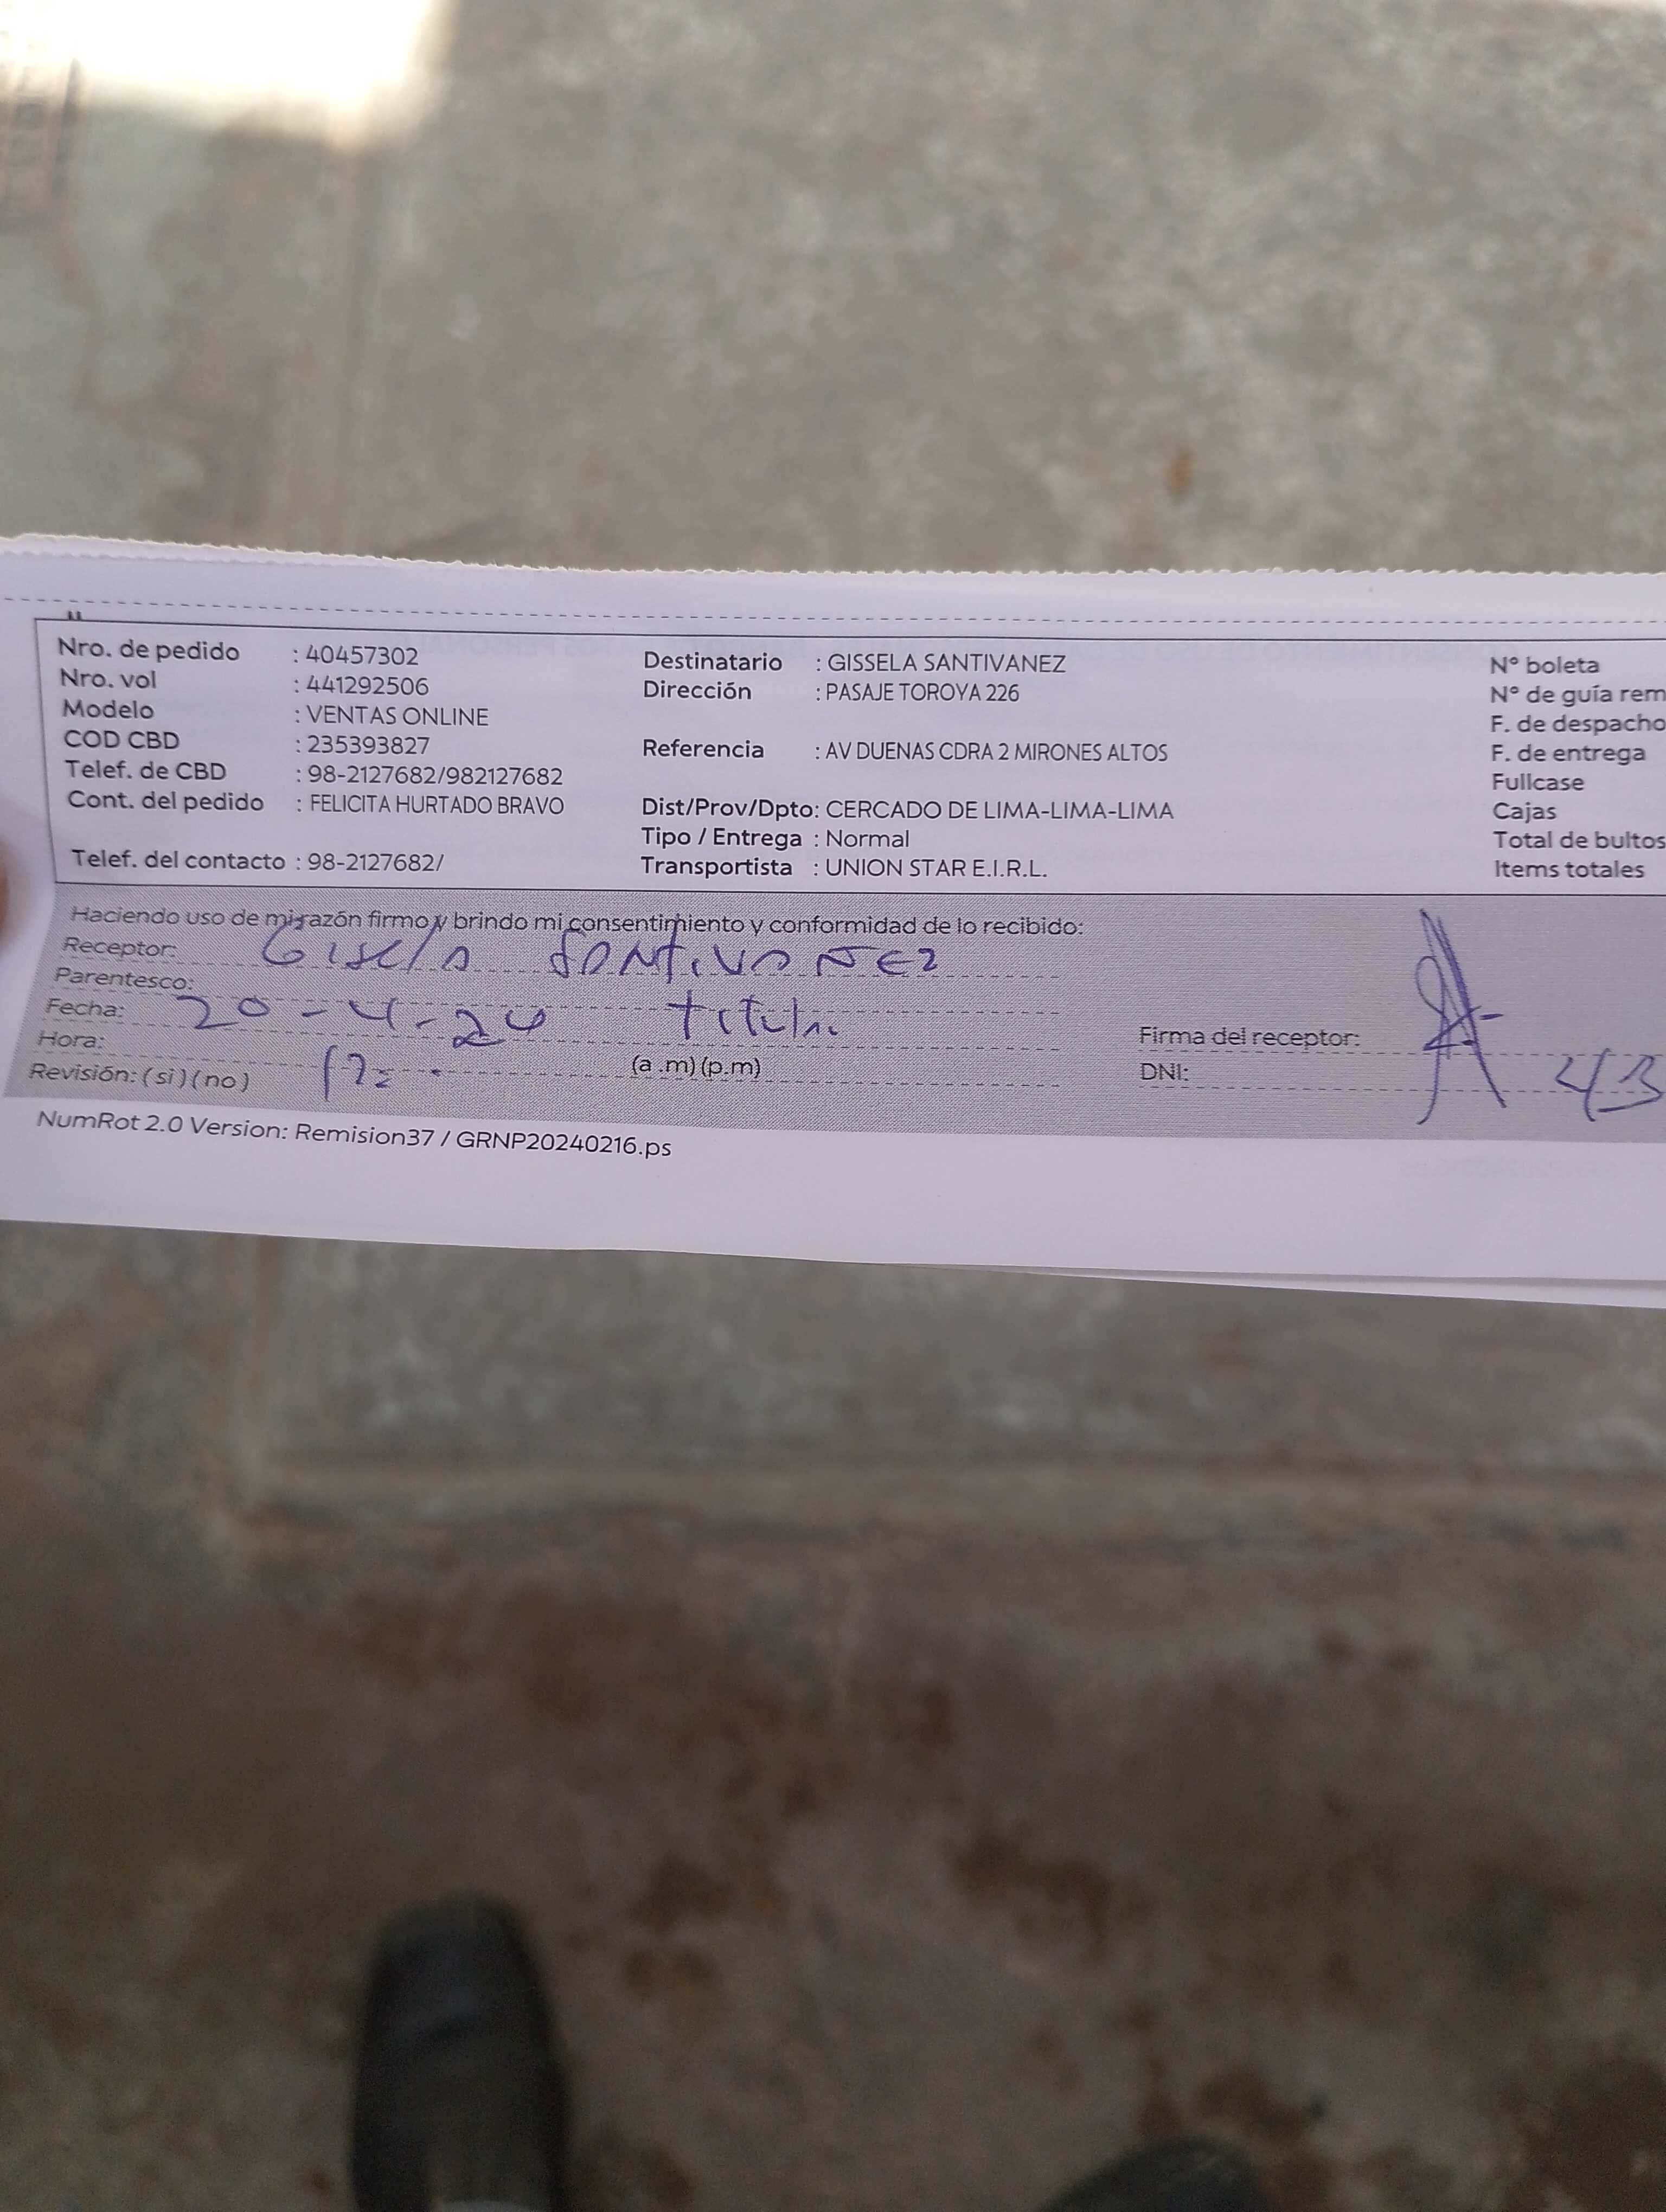 Nro. de pedido : 40457302
Nro. vol : 441292506
Modelo : VENTAS ONLINE
COD CBD : 235393827
Telef. de CBD : 98-2127682/982127682
Cont. del pedido : FELICITA HURTADO BRAVO
Telef. del contacto : 98-2127682/
Destinatario : GISSELA SANTIVANEZ
Dirección : PASAJE TOROYA 226
Referencia : AV DUENAS CDRA 2 MIRONES ALTOS
Dist/Prov/Dpto: CERCADO DE LIMA-LIMA-LIMA
Tipo / Entrega : Normal
Transportista : UNION STAR E.I.R.L.
N° boleta
N° de guía rem
F. de despacho
F. de entrega
Fullcase
Cajas
Total de bultos
Items totales
Haciendo uso de mi razón firmo y brindo mi consentimiento y conformidad de lo recibido:
Receptor: Gisela SANTIVAÑEZ
Parentesco: titular
Fecha: 20-4-24
Hora: (a.m)(p.m)
Revisión: (si)(no)
Firma del receptor:
DNI: 43
NumRot 2.0 Version: Remision37 / GRNP20240216.ps